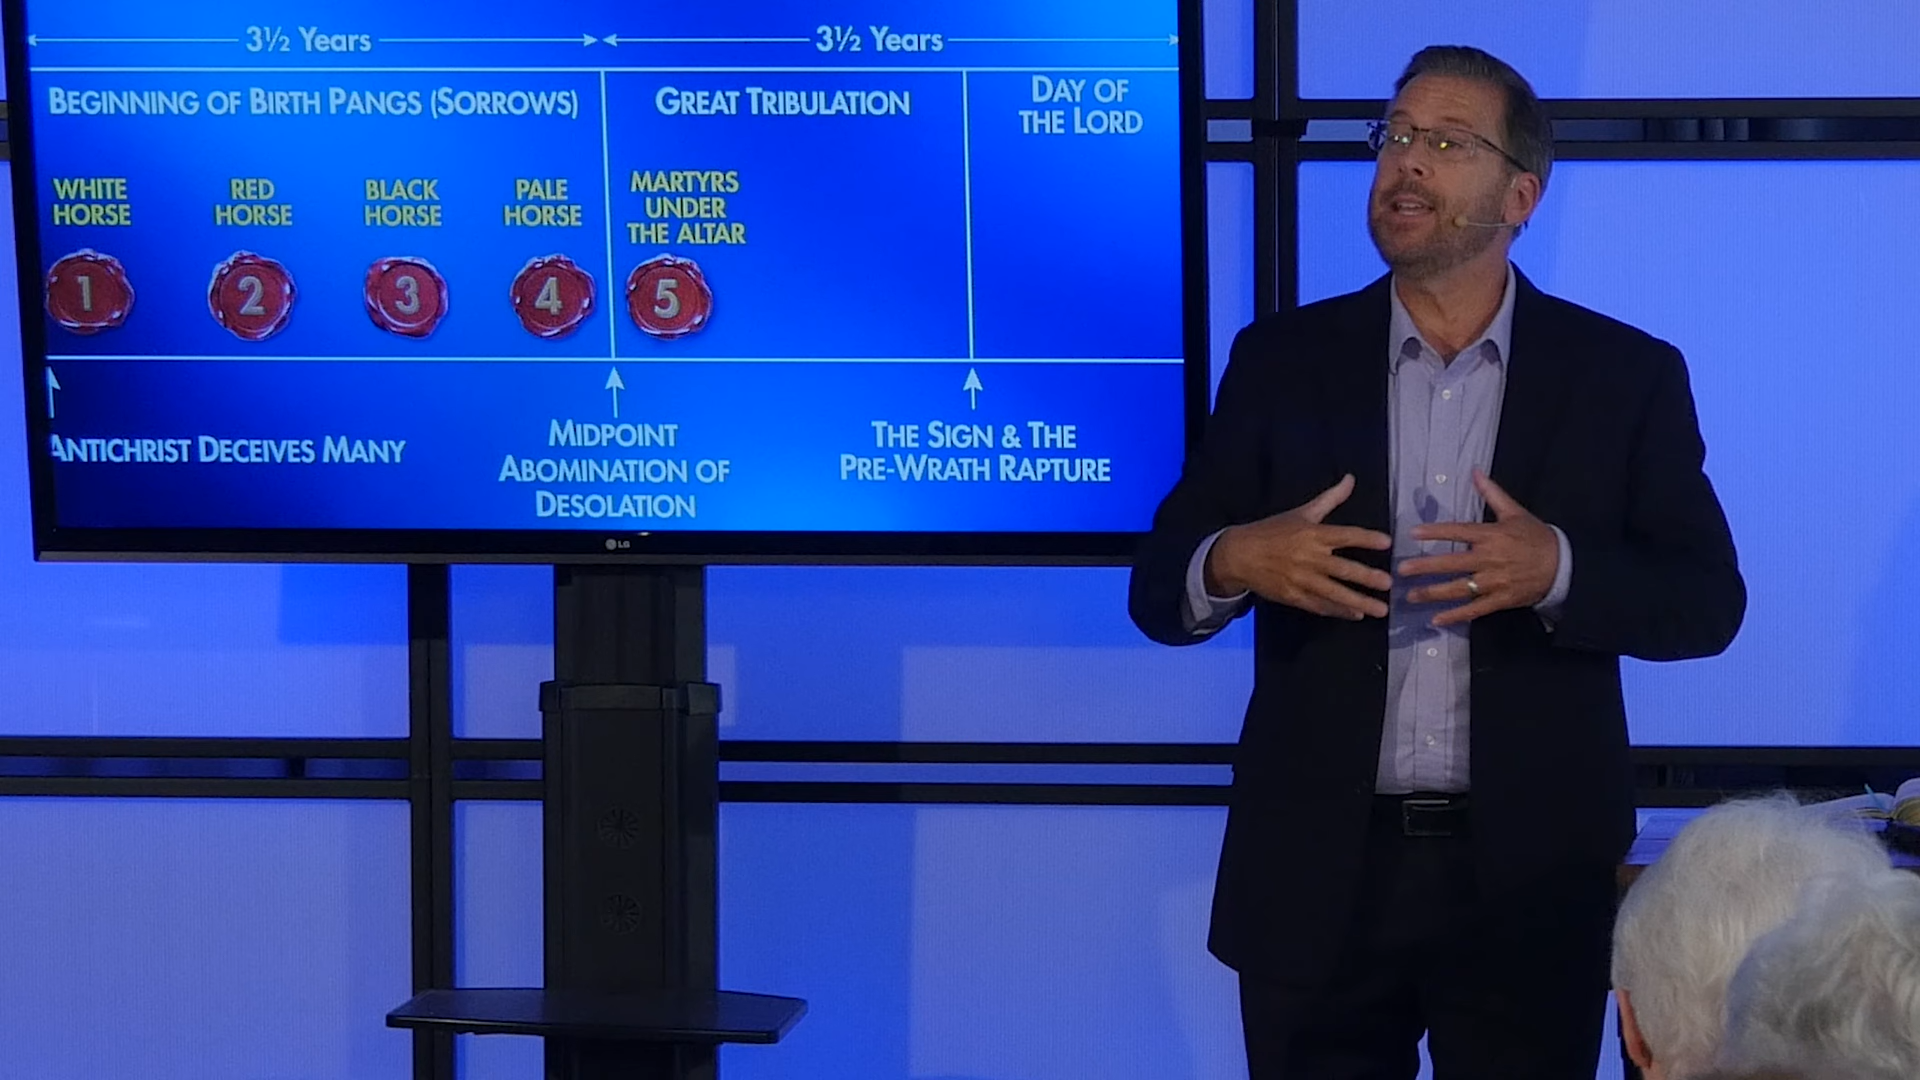 3½ Years 3½ Years
BEGINNING OF BIRTH PANGS (SORROWS)
GREAT TRIBULATION
DAY OF
THE LORD
WHITE
HORSE
RED
HORSE
BLACK
HORSE
PALE
HORSE
MARTYRS
UNDER
THE ALTAR
1 2 3 4 5
ANTICHRIST DECEIVES MANY
MIDPOINT
ABOMINATION OF
DESOLATION
THE SIGN & THE
PRE-WRATH RAPTURE
LG